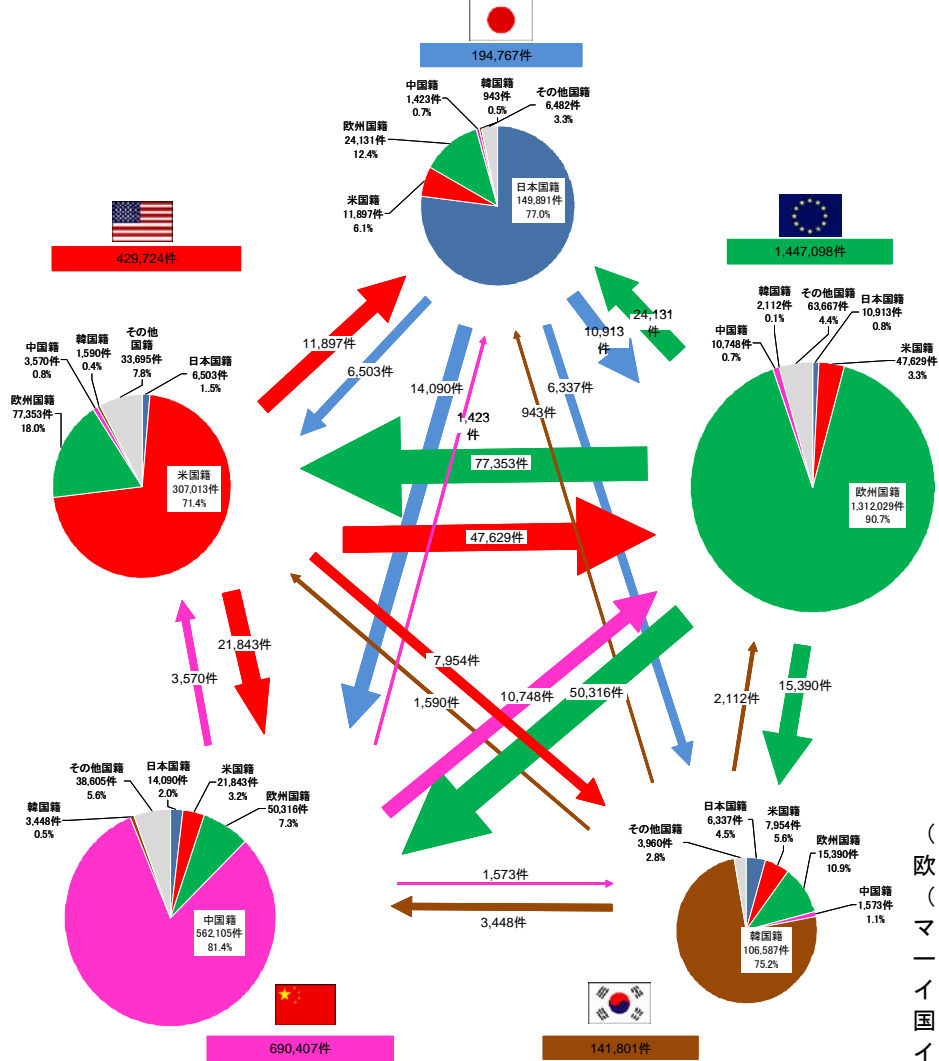 194,767件
中国籍
1,423件
0.7%
韓国籍
943件
0.5%
その他国籍
6,482件
3.3%
欧州国籍
24,131件
12.4%
米国籍
11,897件
6.1%
日本国籍
149,891件
77.0%
429,724件
中国籍
3,570件
0.8%
韓国籍
1,590件
0.4%
その他
国籍
33,695件
7.8%
日本国籍
6,503件
1.5%
欧州国籍
77,353件
18.0%
米国籍
307,013件
71.4%
1,447,098件
韓国籍
2,112件
0.1%
その他国籍
63,667件
4.4%
日本国籍
10,913件
0.8%
中国籍
10,748件
0.7%
米国籍
47,629件
3.3%
欧州国籍
1,312,029件
90.7%
11,897件
6,503件
14,090件
1,423
件
943件
6,337件
10,913
件
24,131
件
77,353件
47,629件
21,843件
3,570件
7,954件
1,590件
10,748件
50,316件
2,112件
15,390件
1,573件
3,448件
その他国籍
38,605件
5.6%
日本国籍
14,090件
2.0%
米国籍
21,843件
3.2%
欧州国籍
50,316件
7.3%
韓国籍
3,448件
0.5%
中国籍
562,105件
81.4%
690,407件
その他国籍
3,960件
2.8%
日本国籍
6,337件
4.5%
米国籍
7,954件
5.6%
欧州国籍
15,390件
10.9%
中国籍
1,573件
1.1%
韓国籍
106,587件
75.2%
141,801件
（
欧
（
マ
ー
イ
国
イ